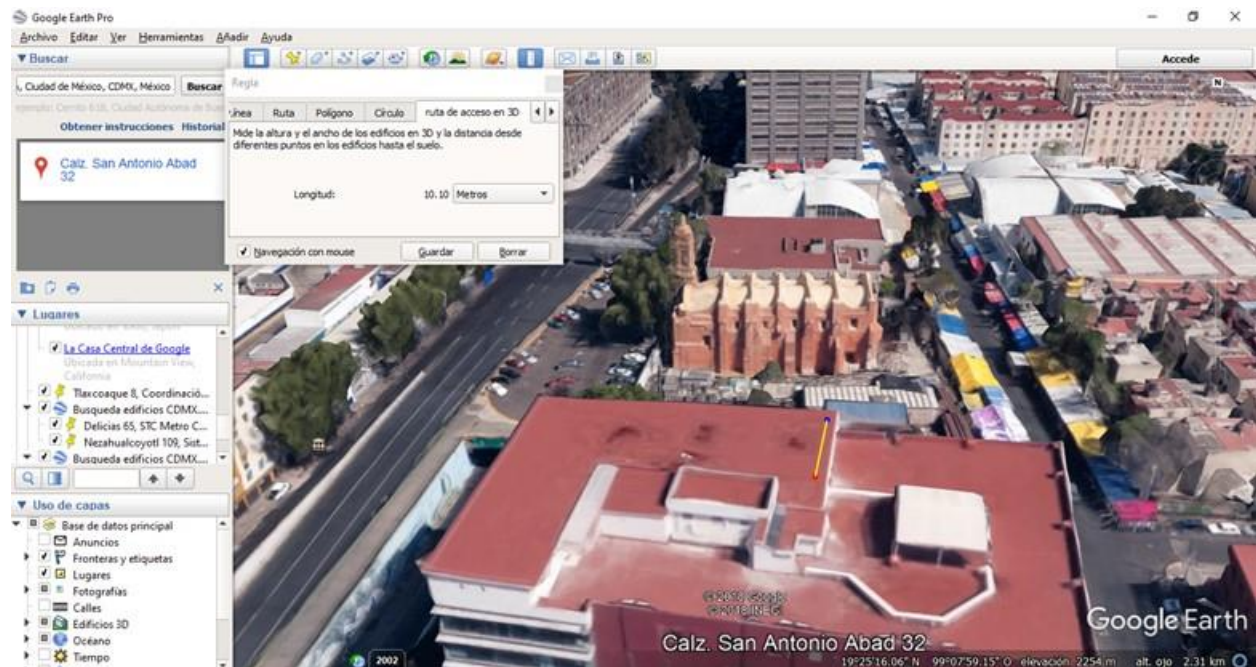 Google Earth Pro
Archivo Editar Ver Herramientas Añadir Ayuda
Buscar
Accede
, Ciudad de México, CDMX, México Buscar
Obtener instrucciones Historial
Calz. San Antonio Abad
32
Regla
Línea Ruta Polígono Círculo ruta de acceso en 3D
Mide la altura y el ancho de los edificios en 3D y la distancia desde
diferentes puntos en los edificios hasta el suelo.
Longitud: 10.10 Metros
Navegación con mouse Guardar Borrar
N
Lugares
La Casa Central de Google
Ubicada en Mountain View,
California
Tlaxcoaque 8, Coordinació...
Busqueda edificios CDMX....
Delicias 65, STC Metro C...
Nezahualcoyotl 109, Sist...
Busqueda edificios CDMX....
Uso de capas
Base de datos principal
Anuncios
Fronteras y etiquetas
Lugares
Fotografías
Calles
Edificios 3D
Océano
Tiempo
2002
© 2018 Google
© 2018 INEGI
Calz. San Antonio Abad 32
Google Earth
19°25'16.06" N 99°07'59.15" O elevación 2254 m alt. ojo 2.31 km